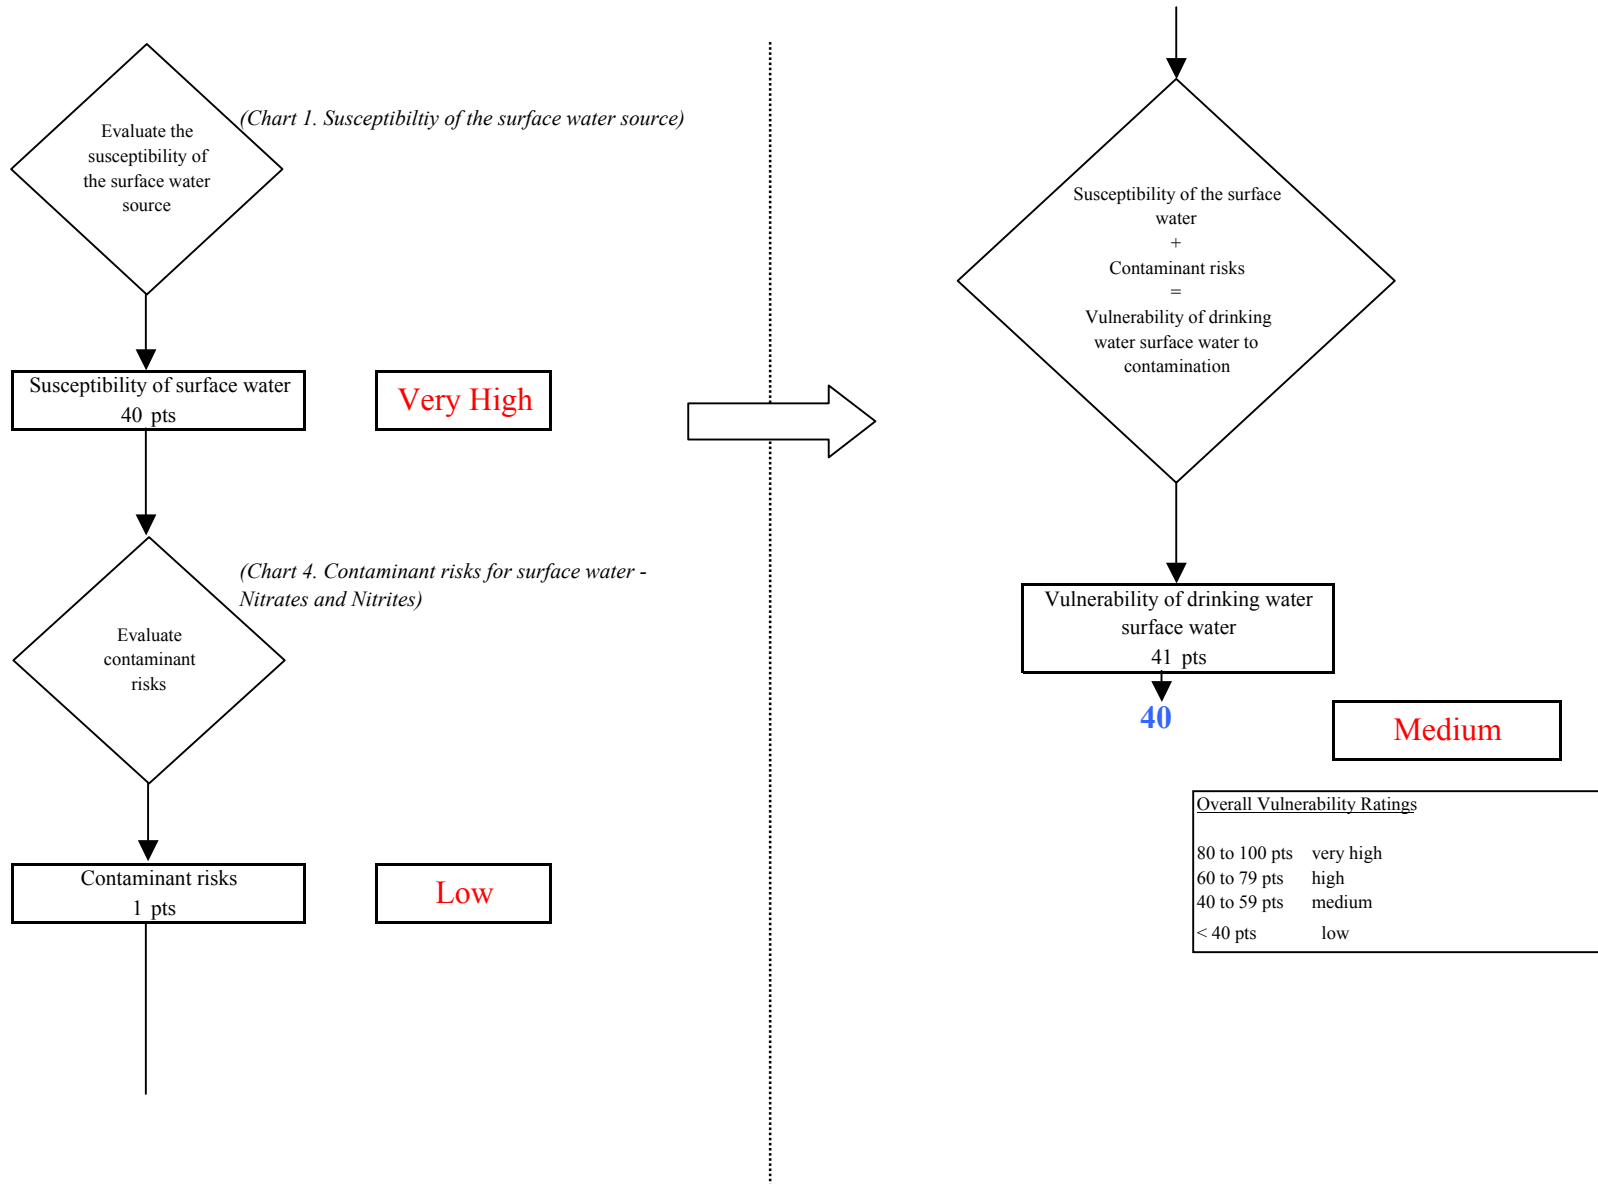 Evaluate the
susceptibility of
the surface water
source
(Chart 1. Susceptibiltiy of the surface water source)
Susceptibility of surface water
40 pts
Very High
(Chart 4. Contaminant risks for surface water -
Nitrates and Nitrites)
Evaluate
contaminant
risks
Contaminant risks
1 pts
Low
Susceptibility of the surface
water
+
Contaminant risks
=
Vulnerability of drinking
water surface water to
contamination
Vulnerability of drinking water
surface water
41 pts
40
Medium
Overall Vulnerability Ratings
80 to 100 pts very high
60 to 79 pts high
40 to 59 pts medium
< 40 pts low